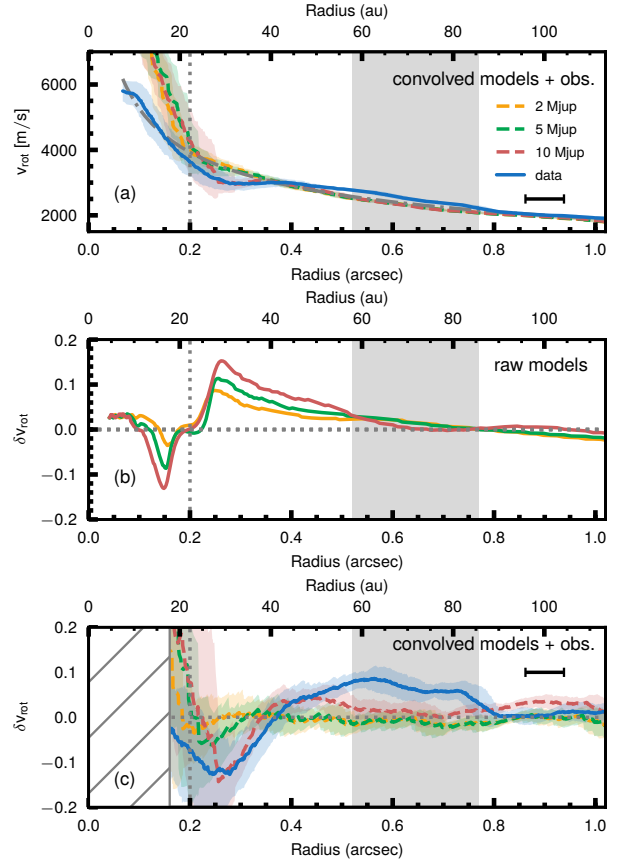 Radius (au)
0 20 40 60 80 100
6000
4000
2000
v_rot [m/s]
convolved models + obs.
2 Mjup
5 Mjup
10 Mjup
data
(a)
0.0 0.2 0.4 0.6 0.8 1.0
Radius (arcsec)
Radius (au)
0 20 40 60 80 100
0.2
0.1
0.0
−0.1
−0.2
δv_rot
raw models
(b)
0.0 0.2 0.4 0.6 0.8 1.0
Radius (arcsec)
Radius (au)
0 20 40 60 80 100
0.2
0.1
0.0
−0.1
−0.2
δv_rot
convolved models + obs.
(c)
0.0 0.2 0.4 0.6 0.8 1.0
Radius (arcsec)